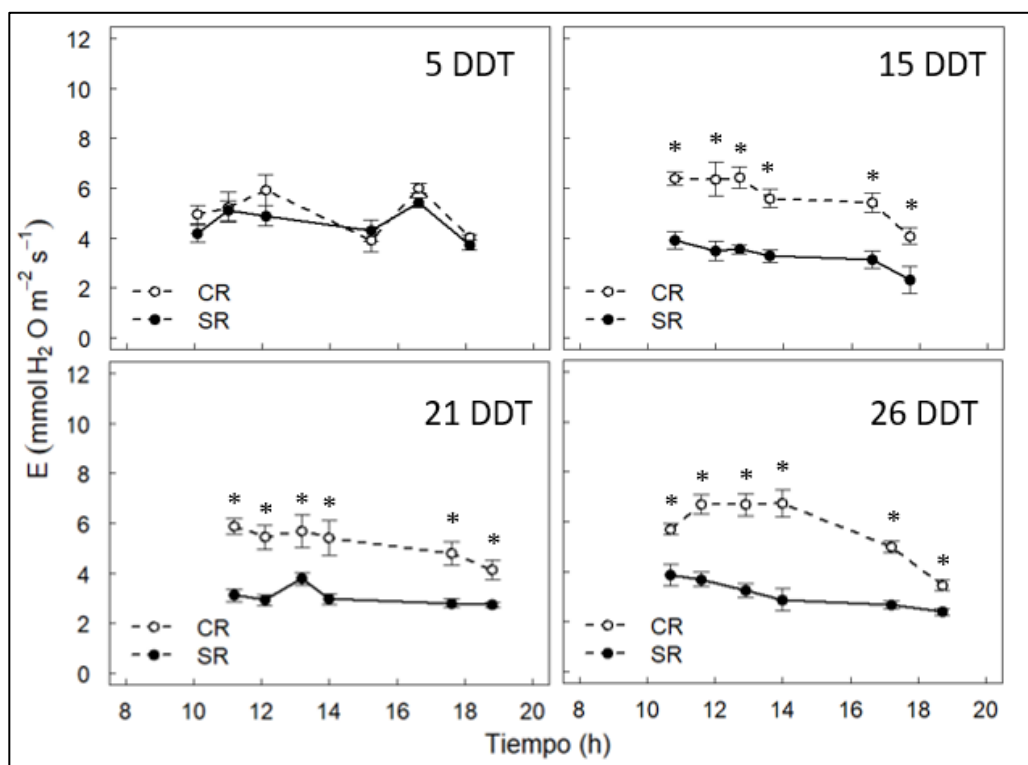 E (mmol H₂ O m⁻² s⁻¹)
12
10
8
6
4
2
0
5 DDT
CR
SR
15 DDT
* * * * * *
CR
SR
12
10
8
6
4
2
0
21 DDT
* * * * * *
CR
SR
26 DDT
* * * * * *
CR
SR
8 10 12 14 16 18 20
8 10 12 14 16 18 20
Tiempo (h)